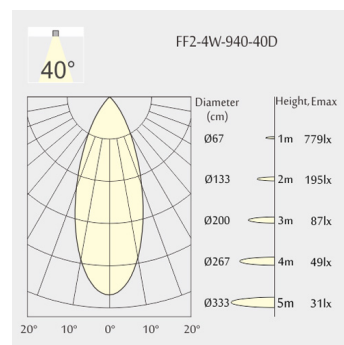 FF2-4W-940-40D
40°
Diameter (cm) Height, Emax
Ø67 1m 779lx
Ø133 2m 195lx
Ø200 3m 87lx
Ø267 4m 49lx
Ø333 5m 31lx
20° 10° 0° 10° 20°